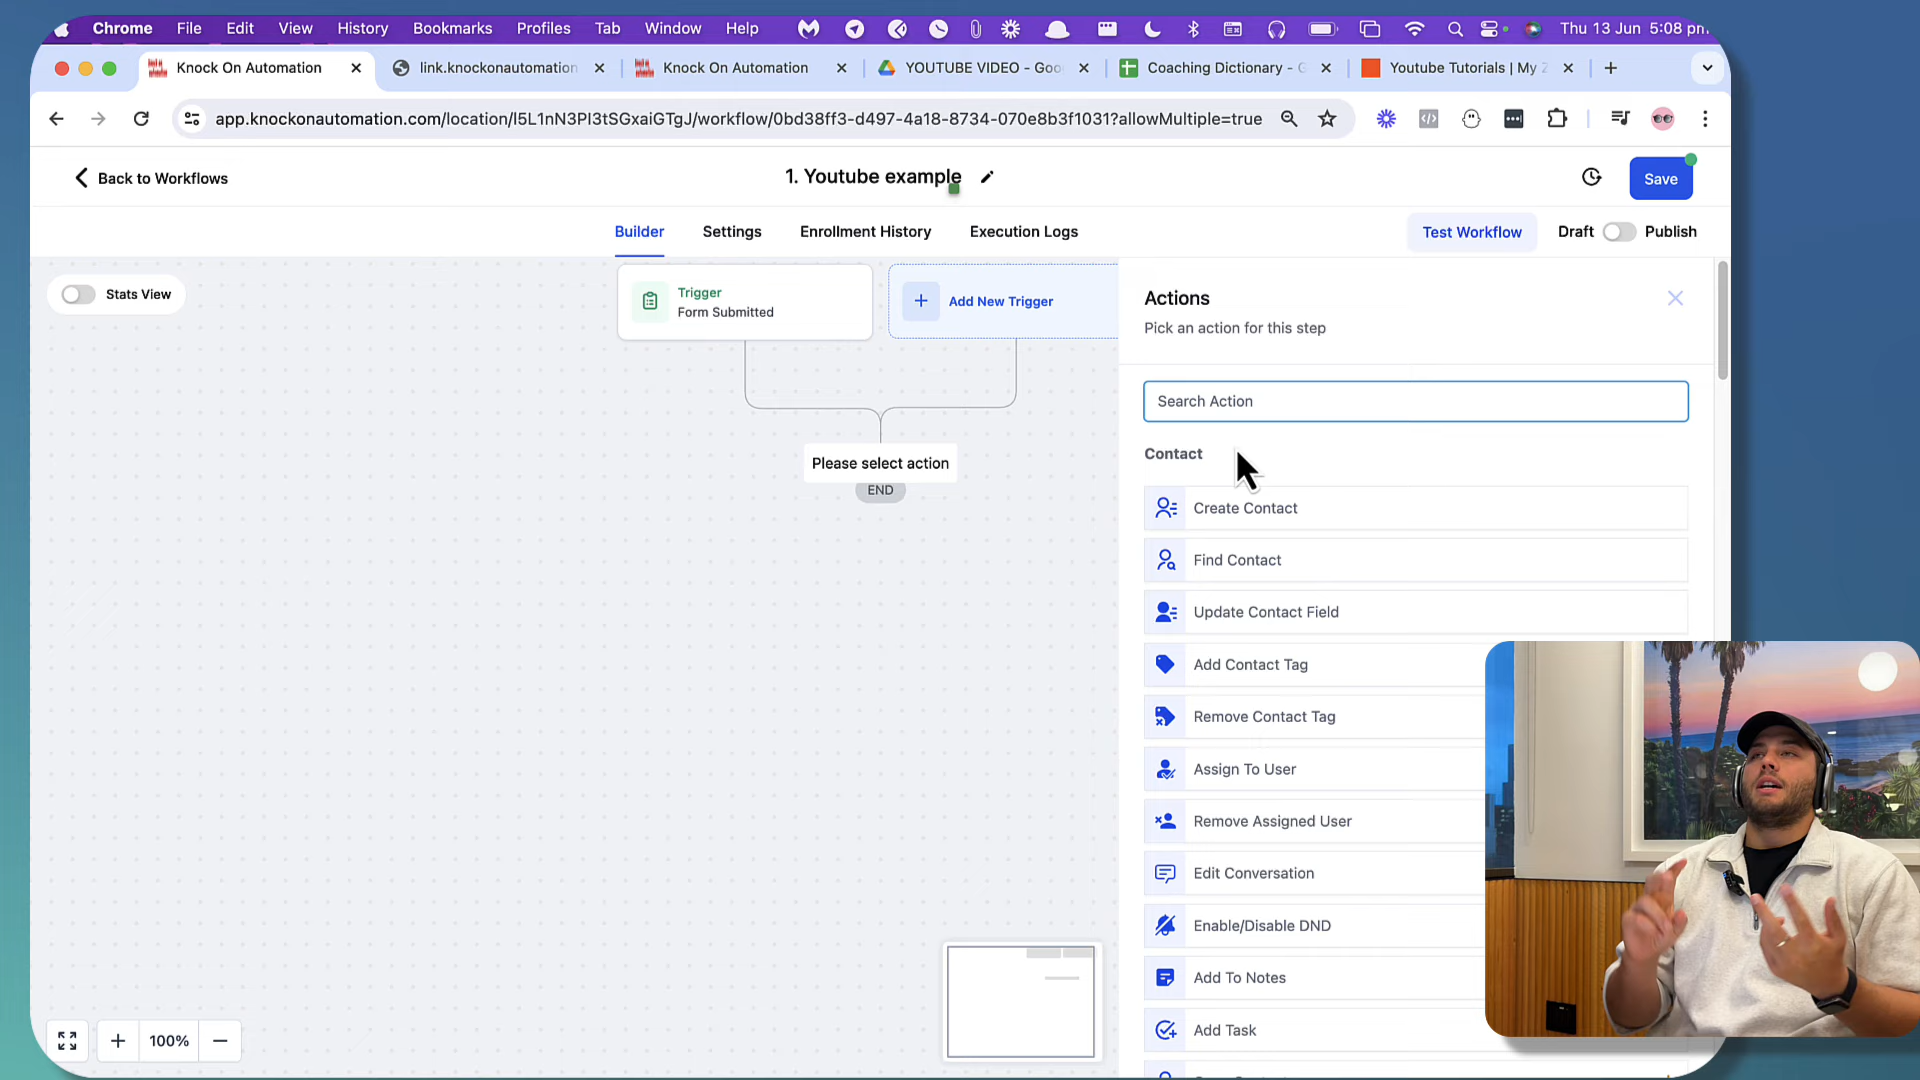 Chrome File Edit View History Bookmarks Profiles Tab Window Help Thu 13 Jun 5:08 pm
Knock On Automation link.knockonautomation Knock On Automation YOUTUBE VIDEO - Goo Coaching Dictionary - G Youtube Tutorials | My Z
app.knockonautomation.com/location/I5L1nN3PI3tSGxaiGTgJ/workflow/0bd38ff3-d497-4a18-8734-070e8b3f1031?allowMultiple=true
Back to Workflows
1. Youtube example
Save
Builder Settings Enrollment History Execution Logs
Test Workflow
Draft Publish
Stats View
Trigger
Form Submitted
Add New Trigger
Please select action
END
100%
Actions
Pick an action for this step
Search Action
Contact
Create Contact
Find Contact
Update Contact Field
Add Contact Tag
Remove Contact Tag
Assign To User
Remove Assigned User
Edit Conversation
Enable/Disable DND
Add To Notes
Add Task